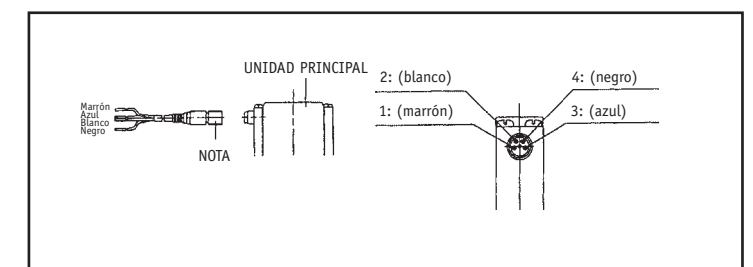 UNIDAD PRINCIPAL
Marrón
Azul
Blanco
Negro
NOTA
2: (blanco)
4: (negro)
1: (marrón)
3: (azul)